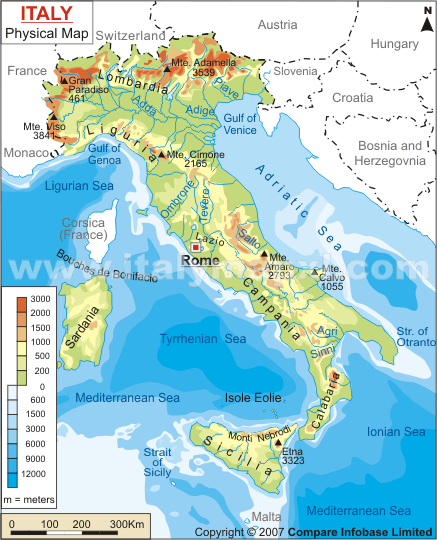 ITALY
Physical Map
N
Austria
Switzerland
Hungary
Mte. Adamella
3539
France
Slovenia
Gran
Paradiso
461
Lombardia
Piave
Croatia
Adda
Adige
Mte. Viso
3841
Gulf of
Venice
Liguria
Bosnia and
Herzegovnia
Monaco
Gulf of
Genoa
Mte. Cimone
2165
Ligurian Sea
Adriatic Sea
Ombrone
Tevere
Corsica
(France)
Lazio
Salto
Rome
Mte.
Amaro
2793
Mte.
Calvo
1055
Bouches de Bonifacio
Campania
Sardania
Agri
Str. of
Otranto
Sinni
Tyrrhenian Sea
Calabaria
Mediterranean Sea
Isole Eolie
Ionian Sea
Monti Nebrodi
Sicilia
Etna
3323
Strait
of
Sicily
Malta
Mediterranean Sea
3000
2000
1000
500
200
0
600
1500
3000
6000
9000
12000
m = meters
0 100 200 300Km
Copyright © 2007 Compare Infobase Limited